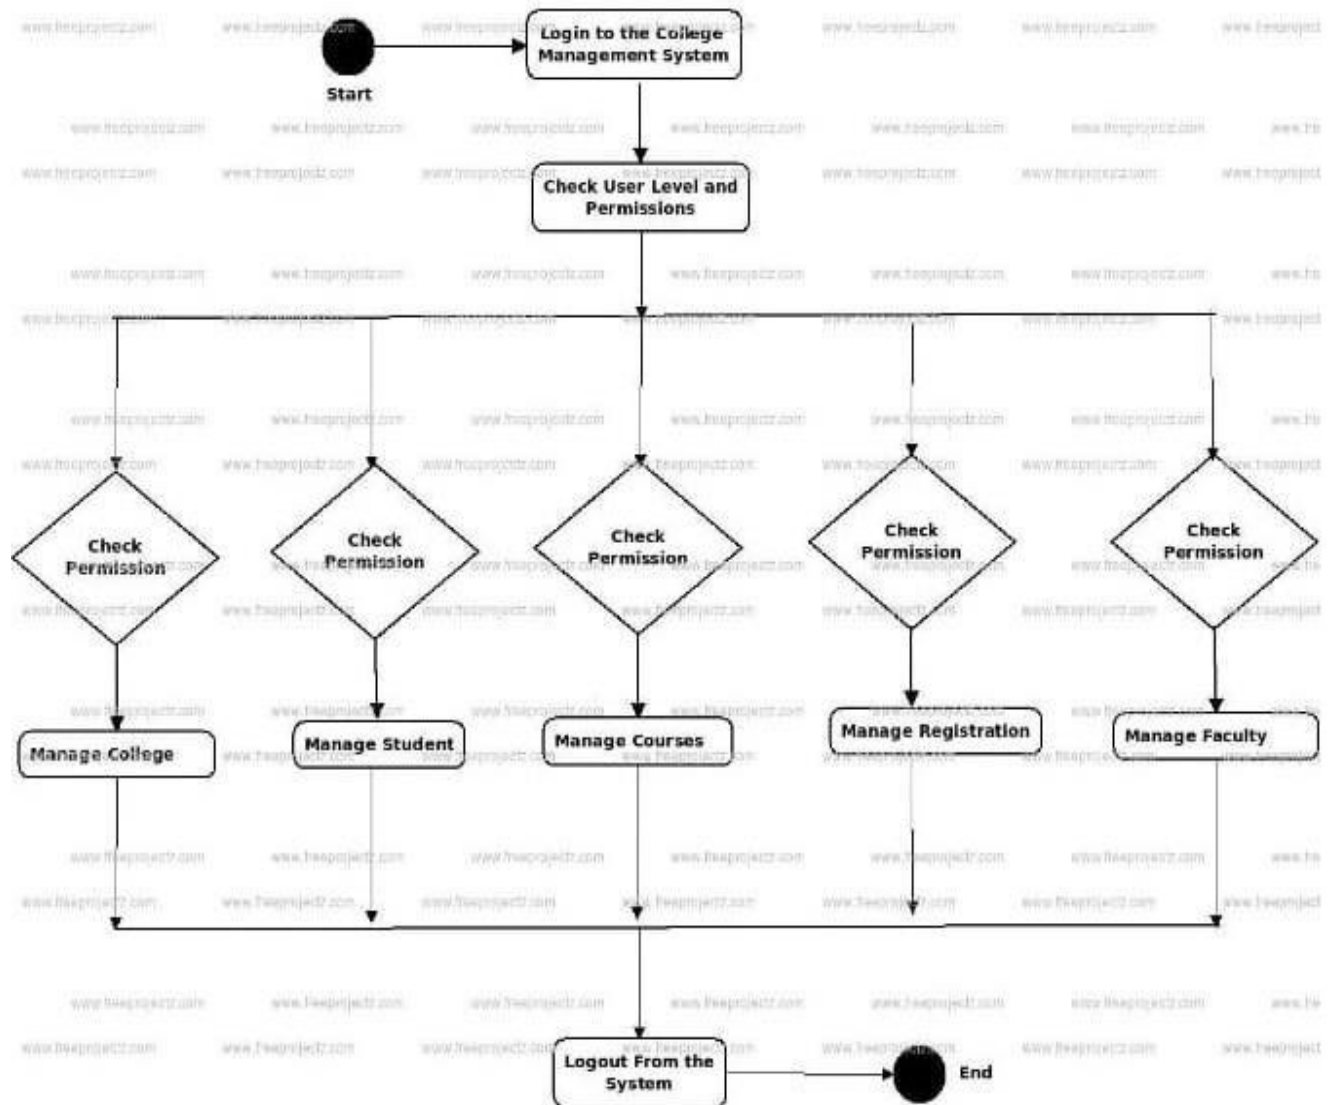 Login to the College
Management System
Start
Check User Level and
Permissions
Check
Permission
Check
Permission
Check
Permission
Check
Permission
Check
Permission
Manage College
Manage Student
Manage Courses
Manage Registration
Manage Faculty
Logout From the
System
End